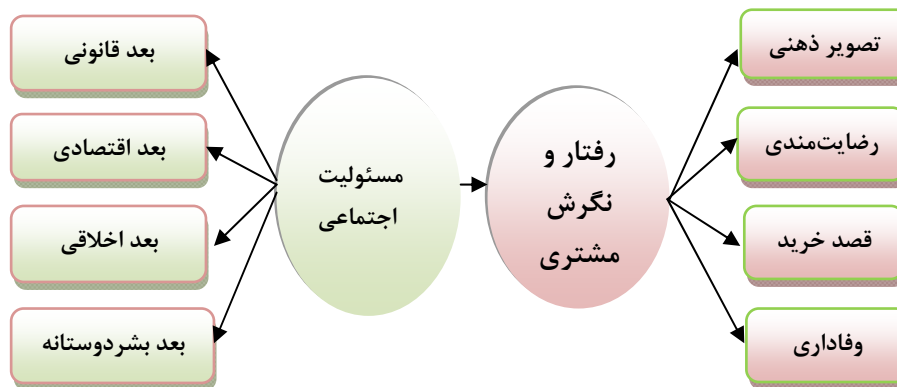 تصویر ذهنی
رضایت‌مندی
قصد خرید
وفاداری
رفتار و
نگرش
مشتری
مسئولیت
اجتماعی
بعد قانونی
بعد اقتصادی
بعد اخلاقی
بعد بشردوستانه